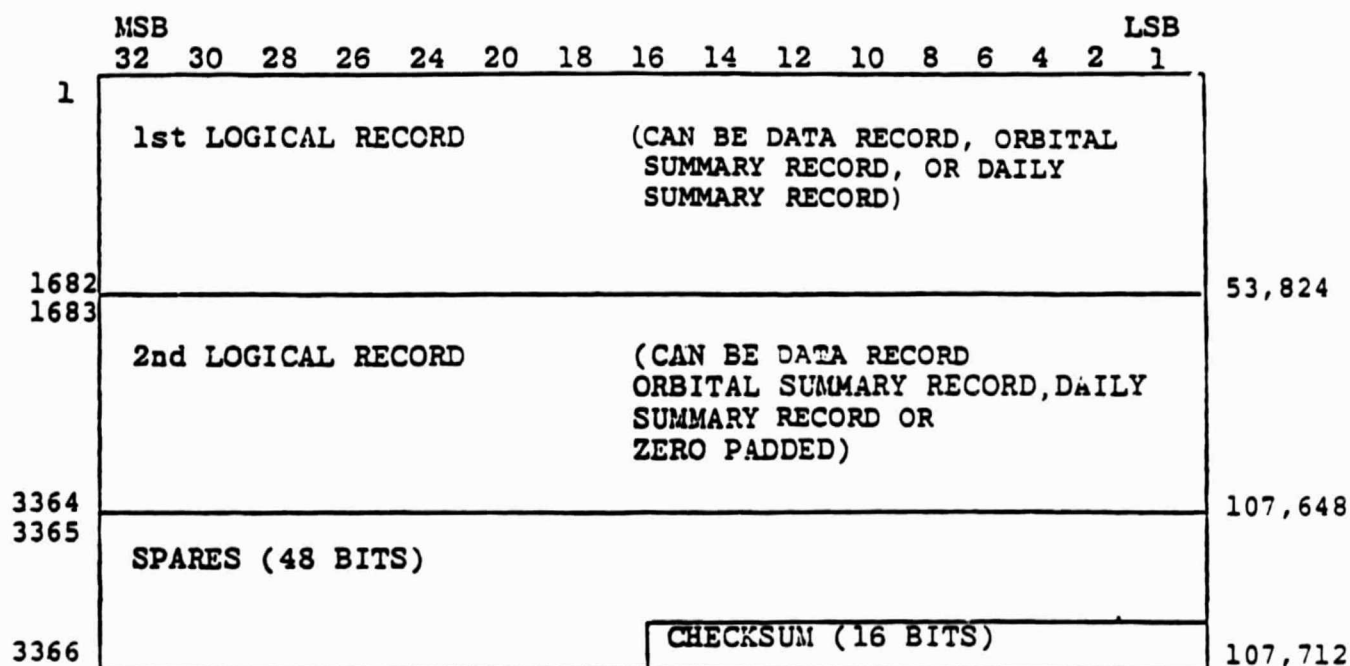 MSB LSB
32 30 28 26 24 20 18 16 14 12 10 8 6 4 2 1
1
1st LOGICAL RECORD (CAN BE DATA RECORD, ORBITAL
SUMMARY RECORD, OR DAILY
SUMMARY RECORD)
1682 53,824
1683
2nd LOGICAL RECORD (CAN BE DATA RECORD
ORBITAL SUMMARY RECORD,DAILY
SUMMARY RECORD OR
ZERO PADDED)
3364 107,648
3365
SPARES (48 BITS)
CHECKSUM (16 BITS)
3366 107,712